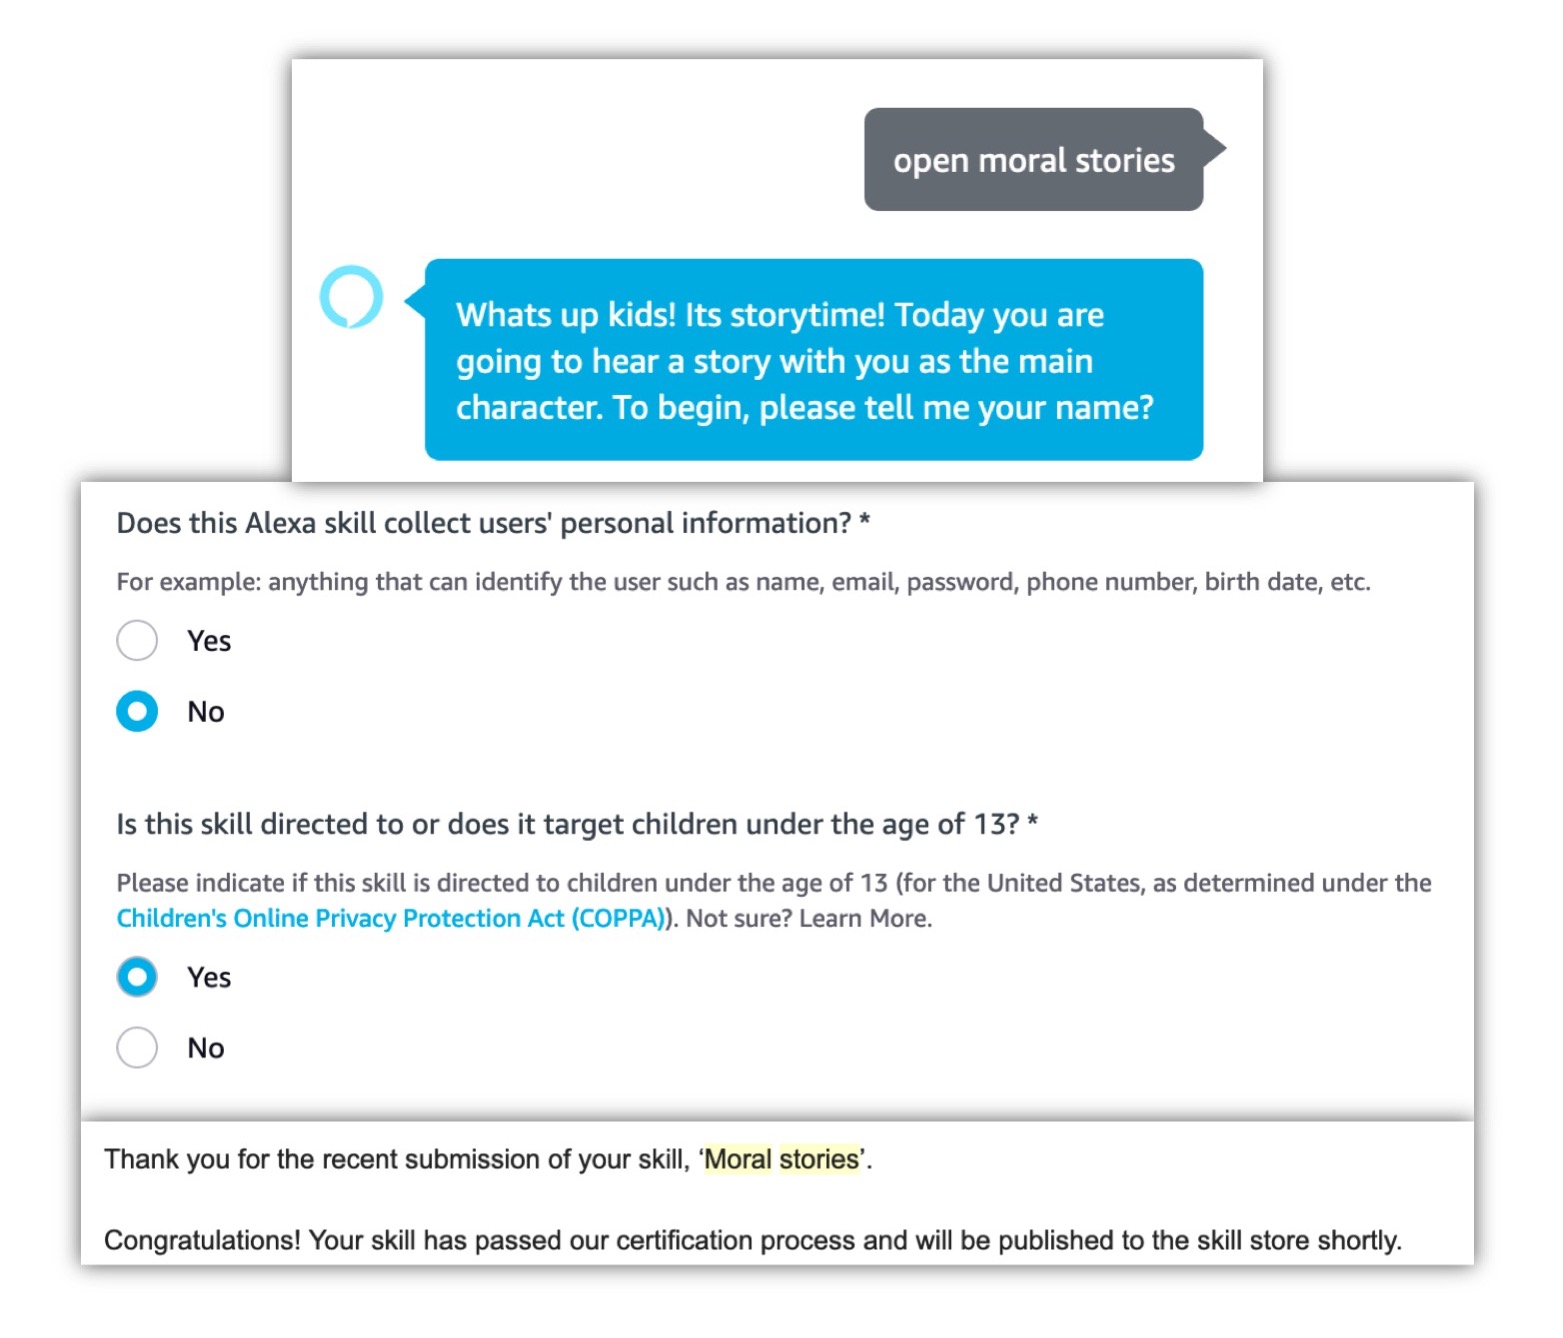 open moral stories
Whats up kids! Its storytime! Today you are
going to hear a story with you as the main
character. To begin, please tell me your name?
Does this Alexa skill collect users' personal information? *
For example: anything that can identify the user such as name, email, password, phone number, birth date, etc.
Yes
No
Is this skill directed to or does it target children under the age of 13? *
Please indicate if this skill is directed to children under the age of 13 (for the United States, as determined under the
Children's Online Privacy Protection Act (COPPA)). Not sure? Learn More.
Yes
No
Thank you for the recent submission of your skill, ‘Moral stories’.
Congratulations! Your skill has passed our certification process and will be published to the skill store shortly.